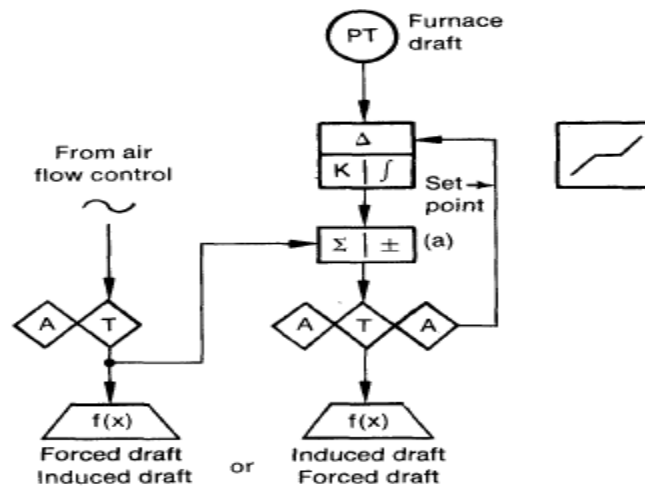 PT
Furnace
draft
From air
flow control
Δ
K ∫
Set
point
Σ ± (a)
A T
A T A
f(x)
f(x)
Forced draft
Induced draft
or
Induced draft
Forced draft